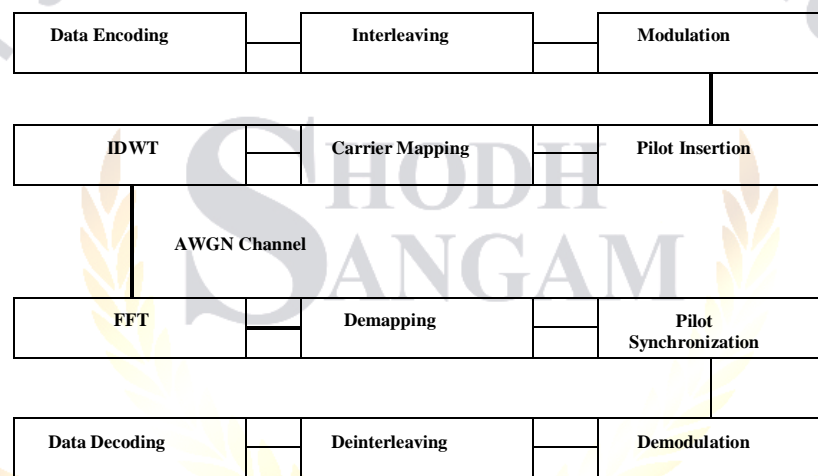 Data Encoding
Interleaving
Modulation
IDWT
Carrier Mapping
Pilot Insertion
SHODH
SANGAM
AWGN Channel
FFT
Demapping
Pilot
Synchronization
Data Decoding
Deinterleaving
Demodulation